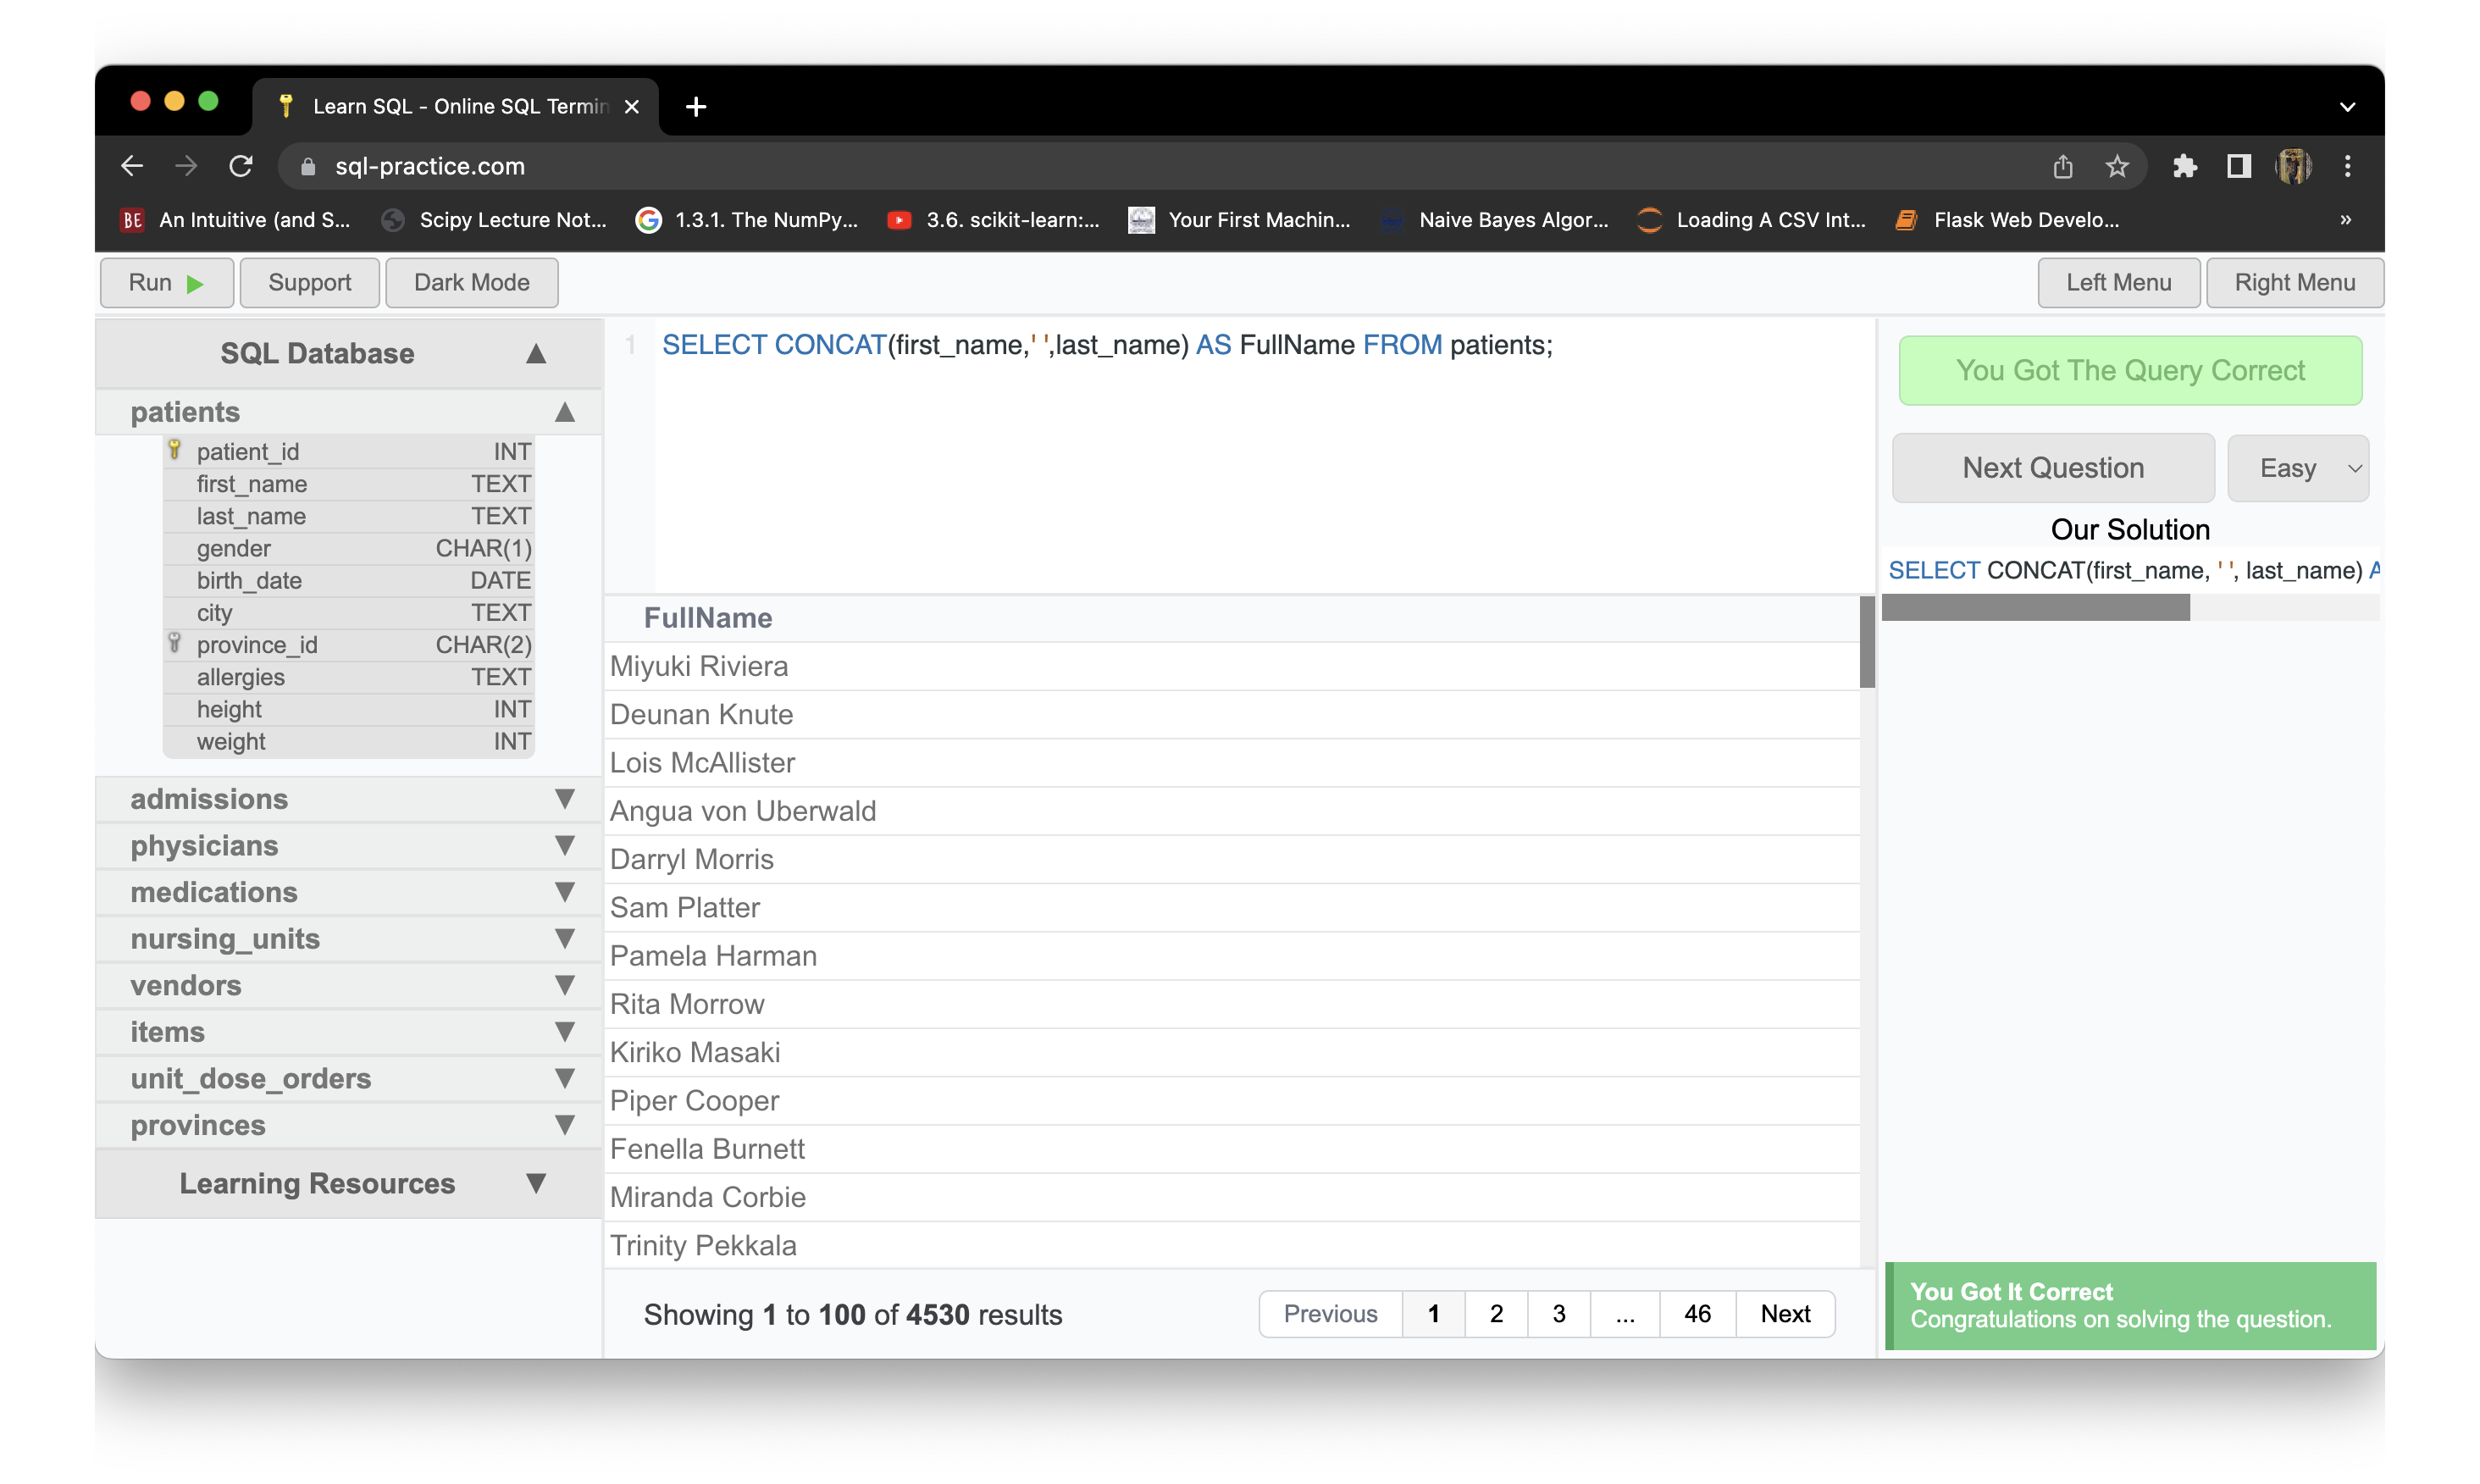 Learn SQL - Online SQL Termin
sql-practice.com
BE An Intuitive (and S...
Scipy Lecture Not...
1.3.1. The NumPy...
3.6. scikit-learn:...
Your First Machin...
Naive Bayes Algor...
Loading A CSV Int...
Flask Web Develo...
»
Run
Support
Dark Mode
Left Menu
Right Menu
SQL Database
patients
patient_id INT
first_name TEXT
last_name TEXT
gender CHAR(1)
birth_date DATE
city TEXT
province_id CHAR(2)
allergies TEXT
height INT
weight INT
admissions
physicians
medications
nursing_units
vendors
items
unit_dose_orders
provinces
Learning Resources
1 SELECT CONCAT(first_name,' ',last_name) AS FullName FROM patients;
FullName
Miyuki Riviera
Deunan Knute
Lois McAllister
Angua von Uberwald
Darryl Morris
Sam Platter
Pamela Harman
Rita Morrow
Kiriko Masaki
Piper Cooper
Fenella Burnett
Miranda Corbie
Trinity Pekkala
Showing 1 to 100 of 4530 results
Previous 1 2 3 ... 46 Next
You Got The Query Correct
Next Question
Easy
Our Solution
SELECT CONCAT(first_name, ' ', last_name) A
You Got It Correct
Congratulations on solving the question.